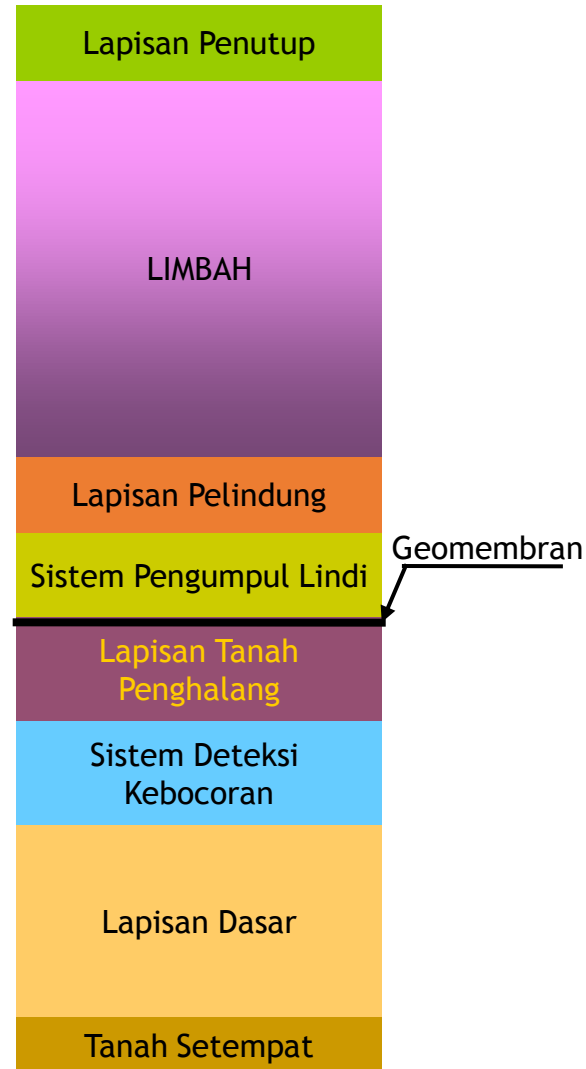 Lapisan Penutup
LIMBAH
Lapisan Pelindung
Geomembran
Sistem Pengumpul Lindi
Lapisan Tanah
Penghalang
Sistem Deteksi
Kebocoran
Lapisan Dasar
Tanah Setempat